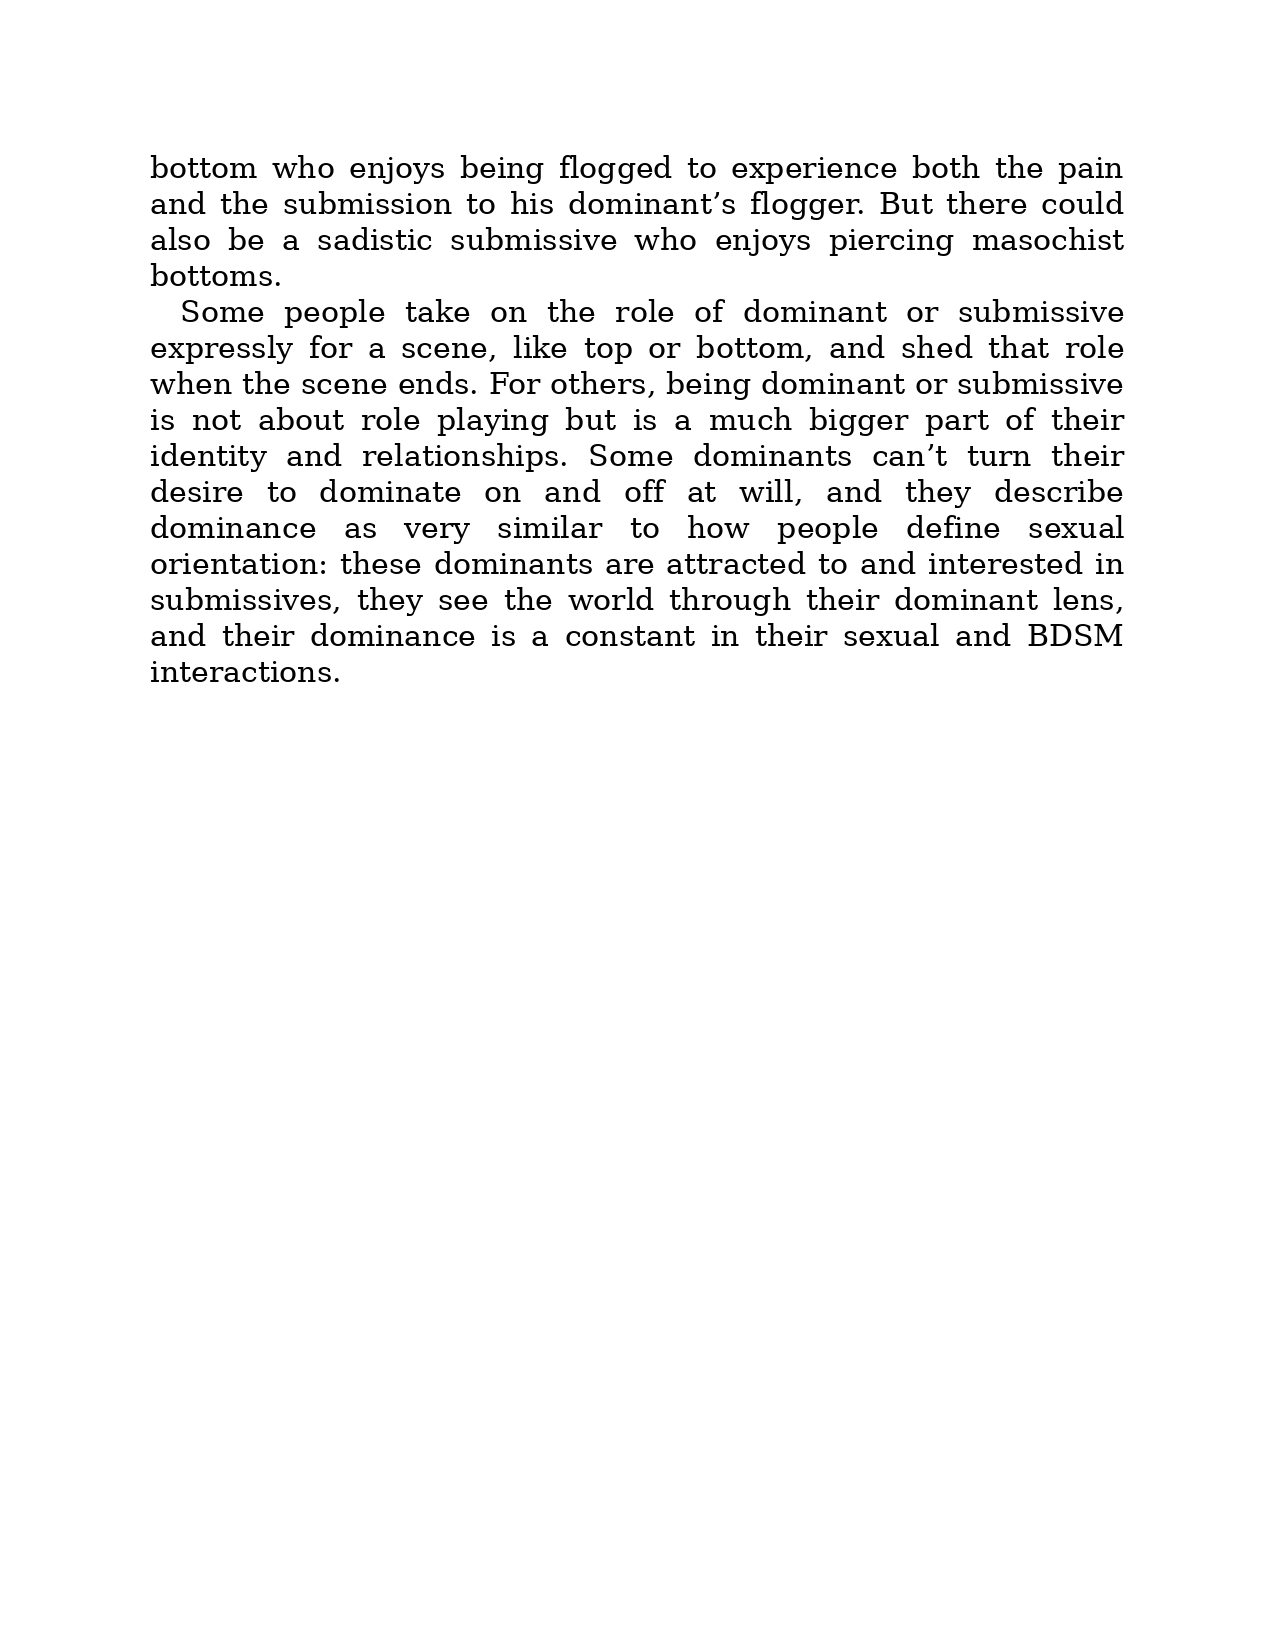 bottom who enjoys being flogged to experience both the pain
and the submission to his dominant’s flogger. But there could
also be a sadistic submissive who enjoys piercing masochist
bottoms.
Some people take on the role of dominant or submissive
expressly for a scene, like top or bottom, and shed that role
when the scene ends. For others, being dominant or submissive
is not about role playing but is a much bigger part of their
identity and relationships. Some dominants can’t turn their
desire to dominate on and off at will, and they describe
dominance as very similar to how people define sexual
orientation: these dominants are attracted to and interested in
submissives, they see the world through their dominant lens,
and their dominance is a constant in their sexual and BDSM
interactions.